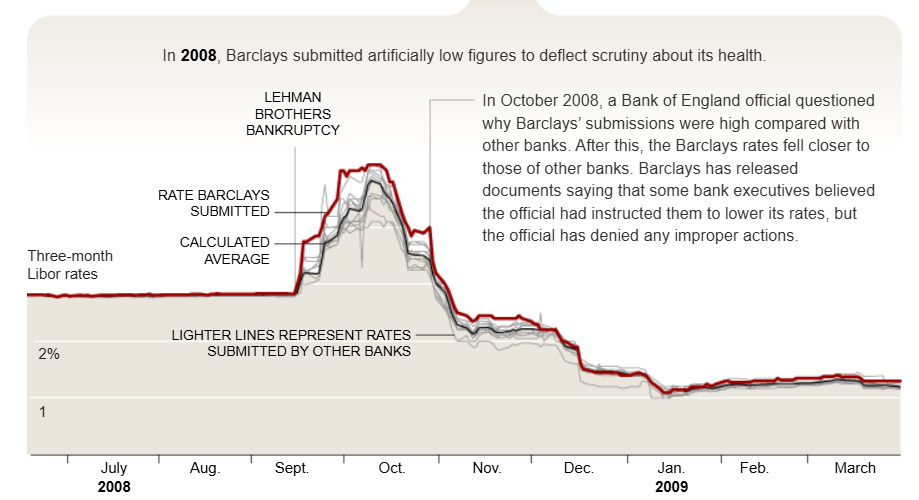 In 2008, Barclays submitted artificially low figures to deflect scrutiny about its health.
LEHMAN
BROTHERS
BANKRUPTCY
In October 2008, a Bank of England official questioned
why Barclays’ submissions were high compared with
other banks. After this, the Barclays rates fell closer to
those of other banks. Barclays has released
documents saying that some bank executives believed
the official had instructed them to lower its rates, but
the official has denied any improper actions.
RATE BARCLAYS
SUBMITTED
CALCULATED
AVERAGE
Three-month
Libor rates
LIGHTER LINES REPRESENT RATES
SUBMITTED BY OTHER BANKS
2%
1
July Aug. Sept. Oct. Nov. Dec. Jan. Feb. March
2008 2009